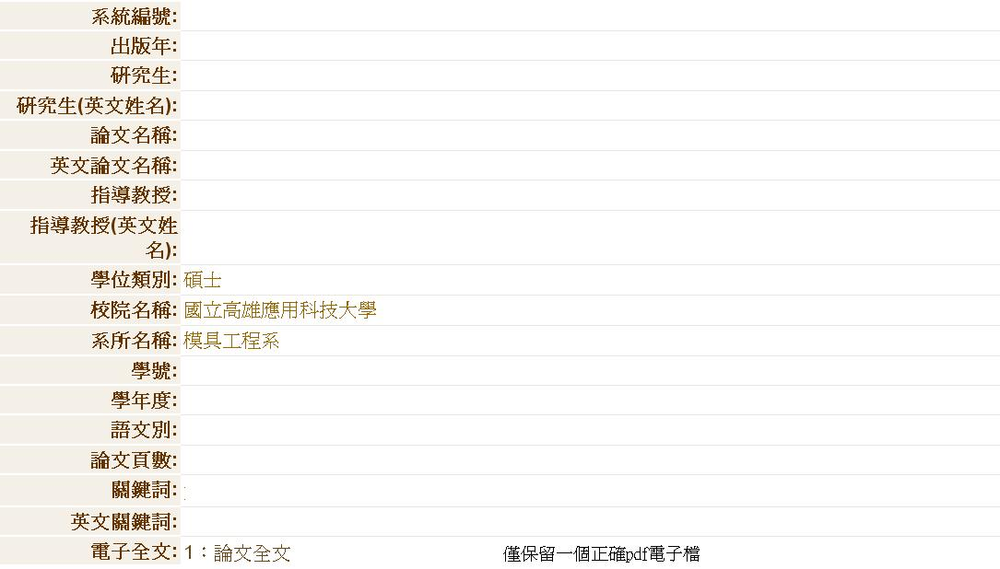 系統編號:
出版年:
研究生:
研究生(英文姓名):
論文名稱:
英文論文名稱:
指導教授:
指導教授(英文姓
名):
學位類別: 碩士
校院名稱: 國立高雄應用科技大學
系所名稱: 模具工程系
學號:
學年度:
語文別:
論文頁數:
關鍵詞:
英文關鍵詞:
電子全文: 1：論文全文 僅保留一個正確pdf電子檔